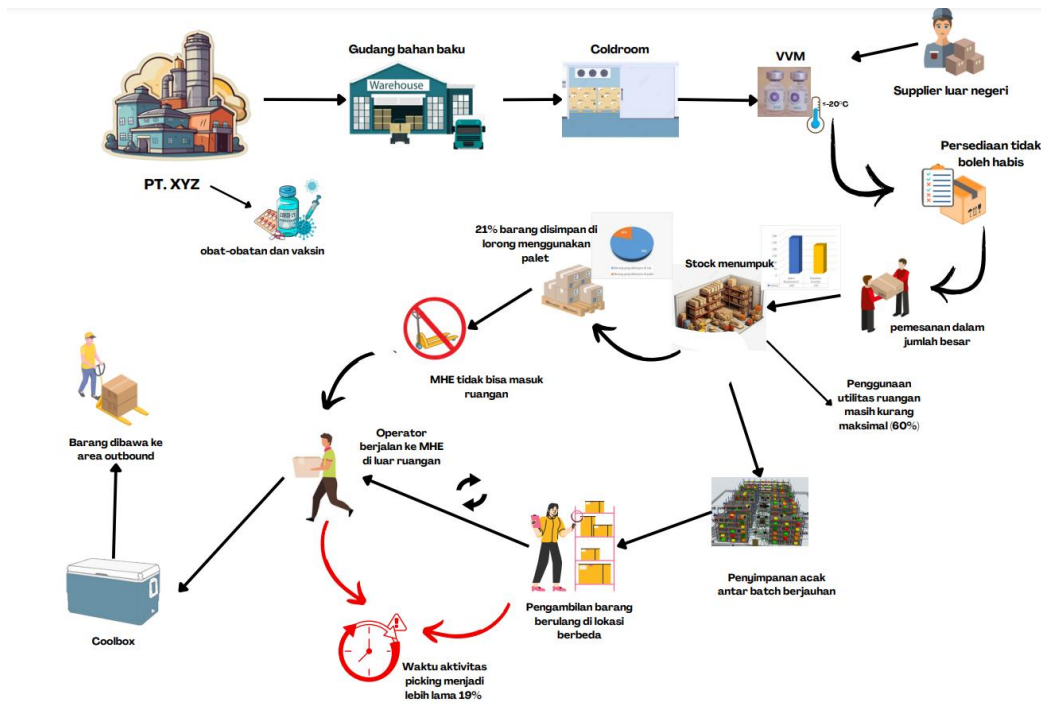 Gudang bahan baku
Warehouse
Coldroom
VVM
≤-20°C
Supplier luar negeri
PT. XYZ
obat-obatan dan vaksin
COVID-19
Persediaan tidak
boleh habis
21% barang disimpan di
lorong menggunakan
palet
Stock menumpuk
pemesanan dalam
jumlah besar
MHE tidak bisa masuk
ruangan
Penggunaan
utilitas ruangan
masih kurang
maksimal (60%)
Barang dibawa ke
area outbound
Operator
berjalan ke MHE
di luar ruangan
Penyimpanan acak
antar batch berjauhan
Pengambilan barang
berulang di lokasi
berbeda
Coolbox
Waktu aktivitas
picking menjadi
lebih lama 19%